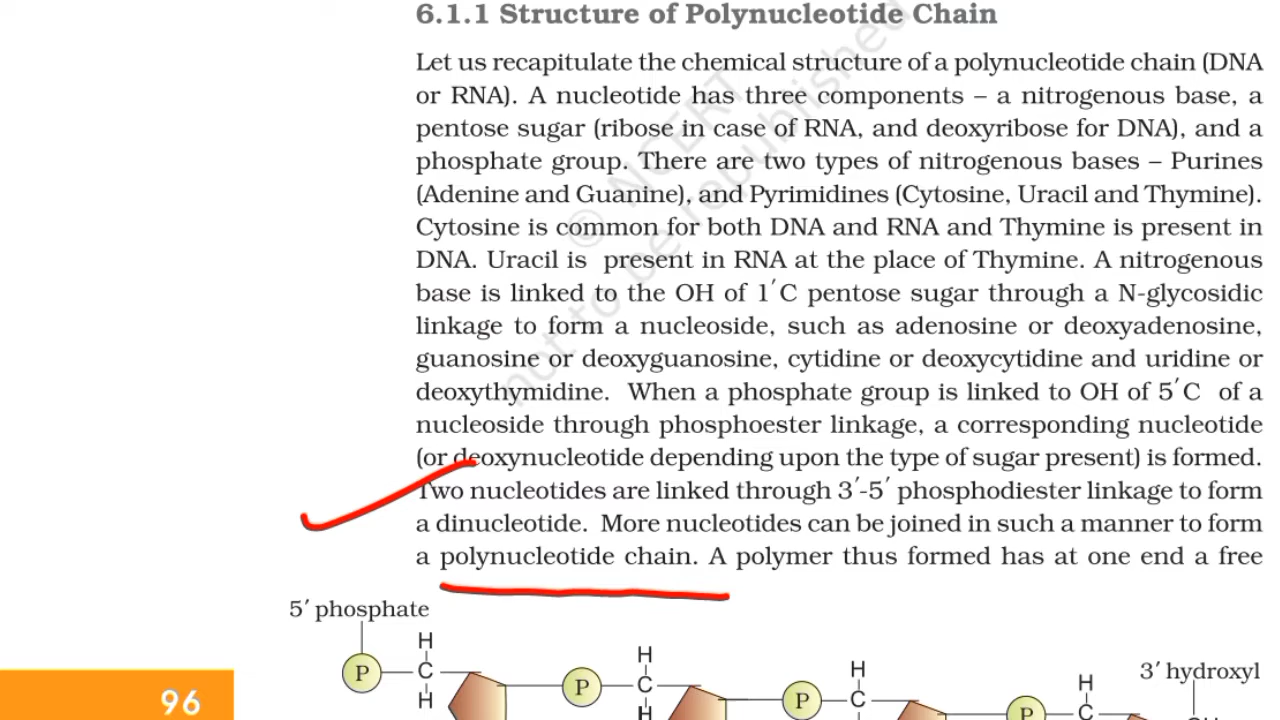 6.1.1 Structure of Polynucleotide Chain
Let us recapitulate the chemical structure of a polynucleotide chain (DNA
or RNA). A nucleotide has three components – a nitrogenous base, a
pentose sugar (ribose in case of RNA, and deoxyribose for DNA), and a
phosphate group. There are two types of nitrogenous bases – Purines
(Adenine and Guanine), and Pyrimidines (Cytosine, Uracil and Thymine).
Cytosine is common for both DNA and RNA and Thymine is present in
DNA. Uracil is present in RNA at the place of Thymine. A nitrogenous
base is linked to the OH of 1′C pentose sugar through a N-glycosidic
linkage to form a nucleoside, such as adenosine or deoxyadenosine,
guanosine or deoxyguanosine, cytidine or deoxycytidine and uridine or
deoxythymidine. When a phosphate group is linked to OH of 5′C of a
nucleoside through phosphoester linkage, a corresponding nucleotide
(or deoxynucleotide depending upon the type of sugar present) is formed.
Two nucleotides are linked through 3′-5′ phosphodiester linkage to form
a dinucleotide. More nucleotides can be joined in such a manner to form
a polynucleotide chain. A polymer thus formed has at one end a free
© NCERT
not to be republished
5′ phosphate
3′ hydroxyl
H H H H
P C P C P C P C
H H
96